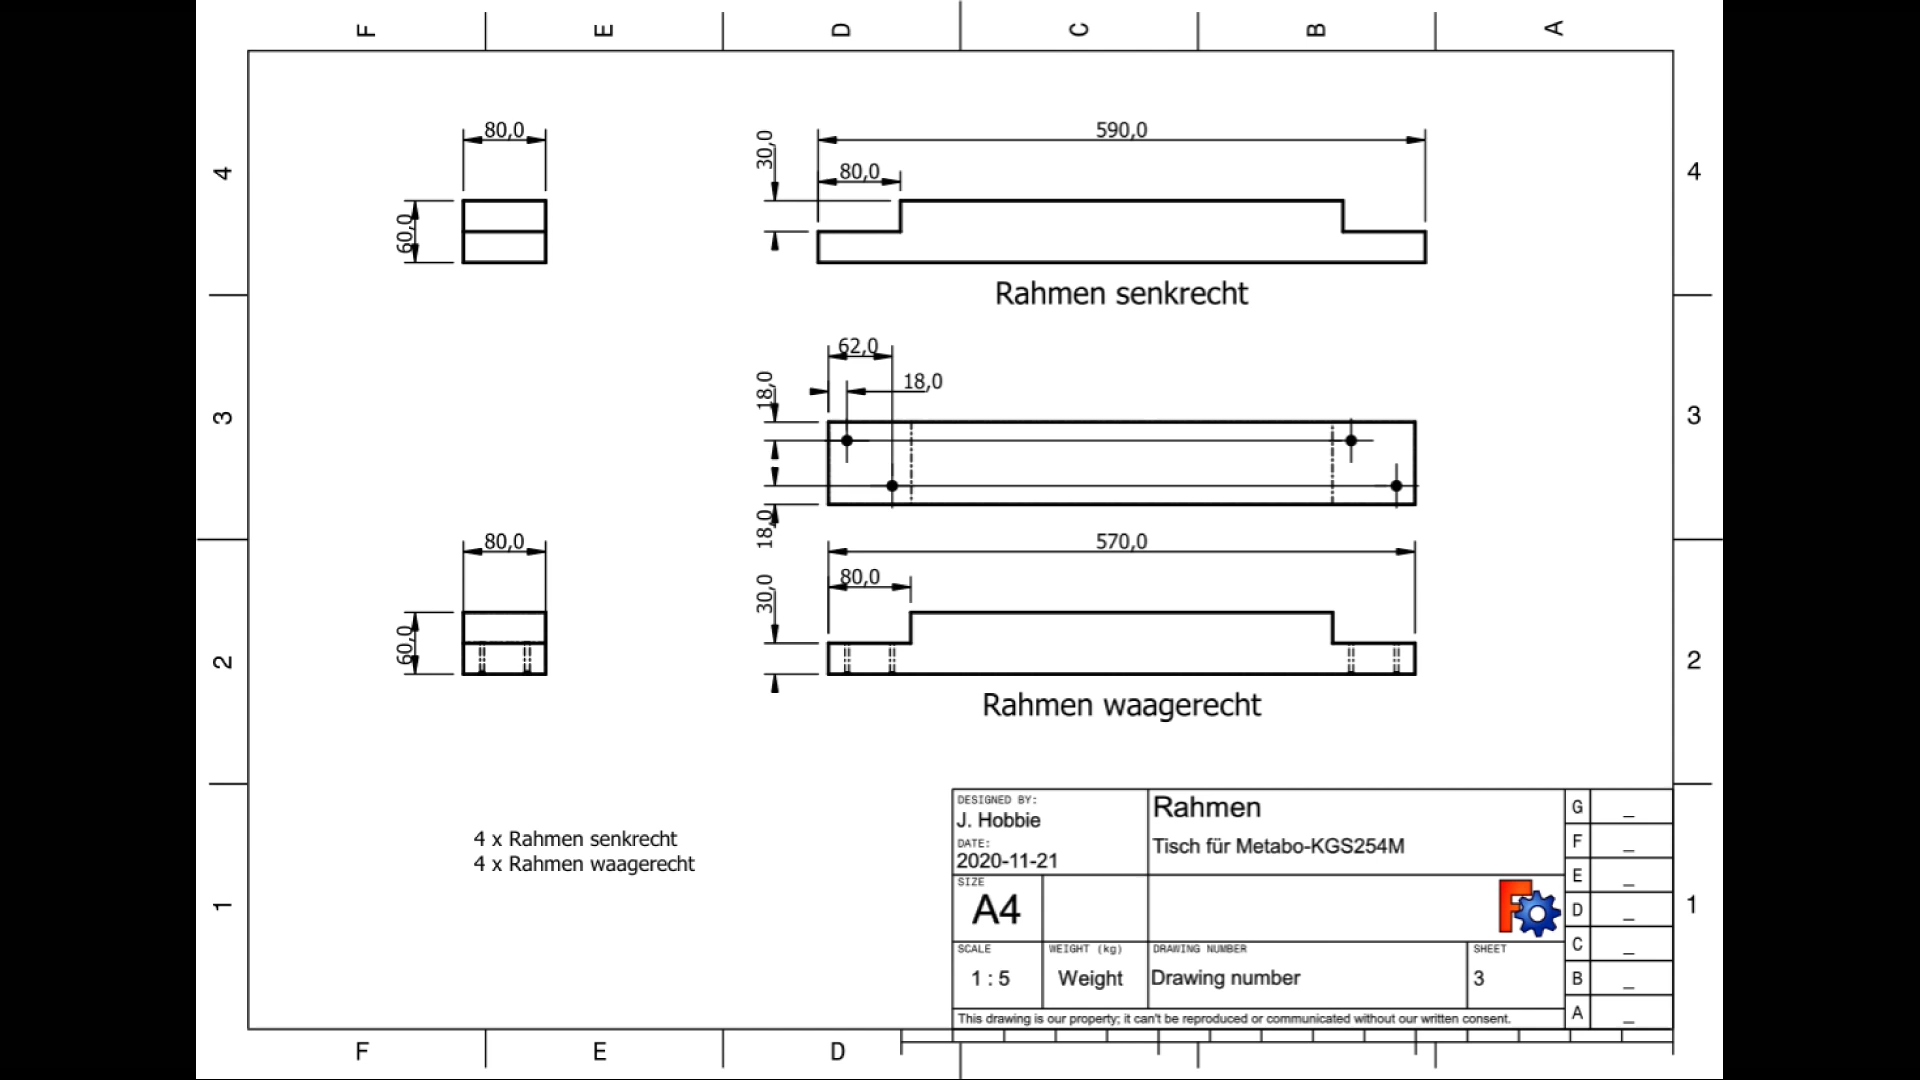 F E D C B A
80,0
30,0
590,0
80,0
4 4
60,0
Rahmen senkrecht
62,0
18,0
18,0
3 3
18,0
80,0
570,0
30,0
80,0
60,0
2 2
Rahmen waagerecht
4 x Rahmen senkrecht
4 x Rahmen waagerecht
DESIGNED BY:
J. Hobbie
DATE:
2020-11-21
Rahmen
Tisch für Metabo-KGS254M
SIZE
A4
SCALE
1 : 5
WEIGHT (kg)
Weight
DRAWING NUMBER
Drawing number
SHEET
3
This drawing is our property; it can't be reproduced or communicated without our written consent.
G _
F _
E _
D _
C _
B _
A _
1 1
F E D